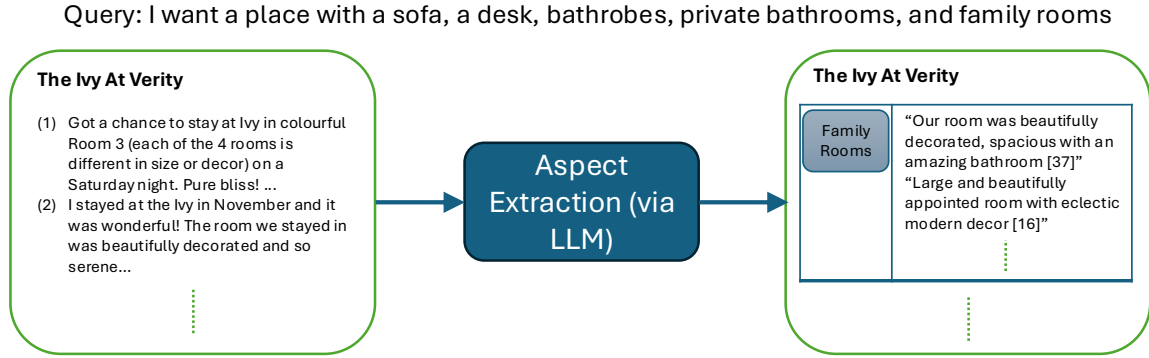 Query: I want a place with a sofa, a desk, bathrobes, private bathrooms, and family rooms
The Ivy At Verity
(1) Got a chance to stay at Ivy in colourful
Room 3 (each of the 4 rooms is
different in size or decor) on a
Saturday night. Pure bliss! ...
(2) I stayed at the Ivy in November and it
was wonderful! The room we stayed in
was beautifully decorated and so
serene...
Aspect
Extraction (via
LLM)
The Ivy At Verity
Family
Rooms
“Our room was beautifully
decorated, spacious with an
amazing bathroom [37]”
“Large and beautifully
appointed room with eclectic
modern decor [16]”